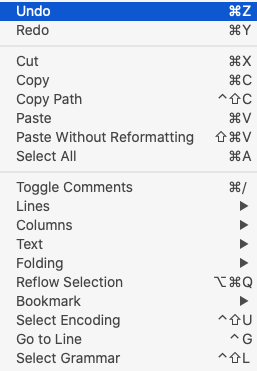 Undo ⌘Z
Redo ⌘Y
Cut ⌘X
Copy ⌘C
Copy Path ^⇧C
Paste ⌘V
Paste Without Reformatting ⇧⌘V
Select All ⌘A
Toggle Comments ⌘/
Lines ▶
Columns ▶
Text ▶
Folding ▶
Reflow Selection ⌥⌘Q
Bookmark ▶
Select Encoding ^⇧U
Go to Line ^G
Select Grammar ^⇧L